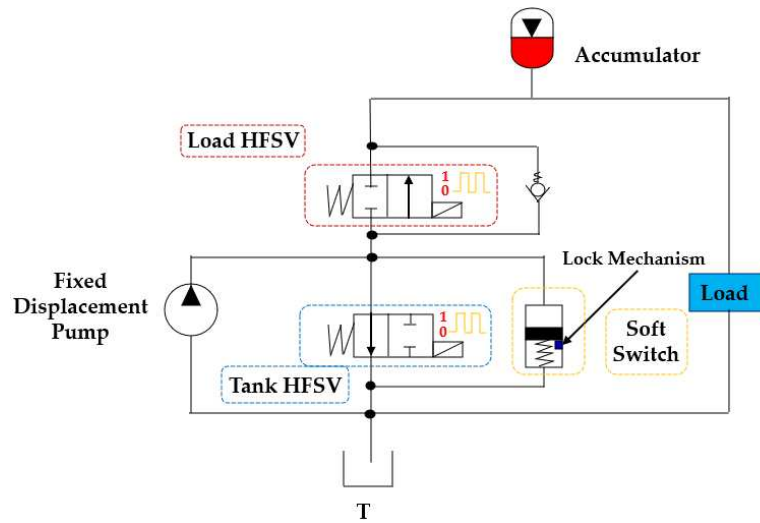 Accumulator
Load HFSV
1
0
Lock Mechanism
Fixed
Displacement
Pump
Load
1
0
Soft
Switch
Tank HFSV
T